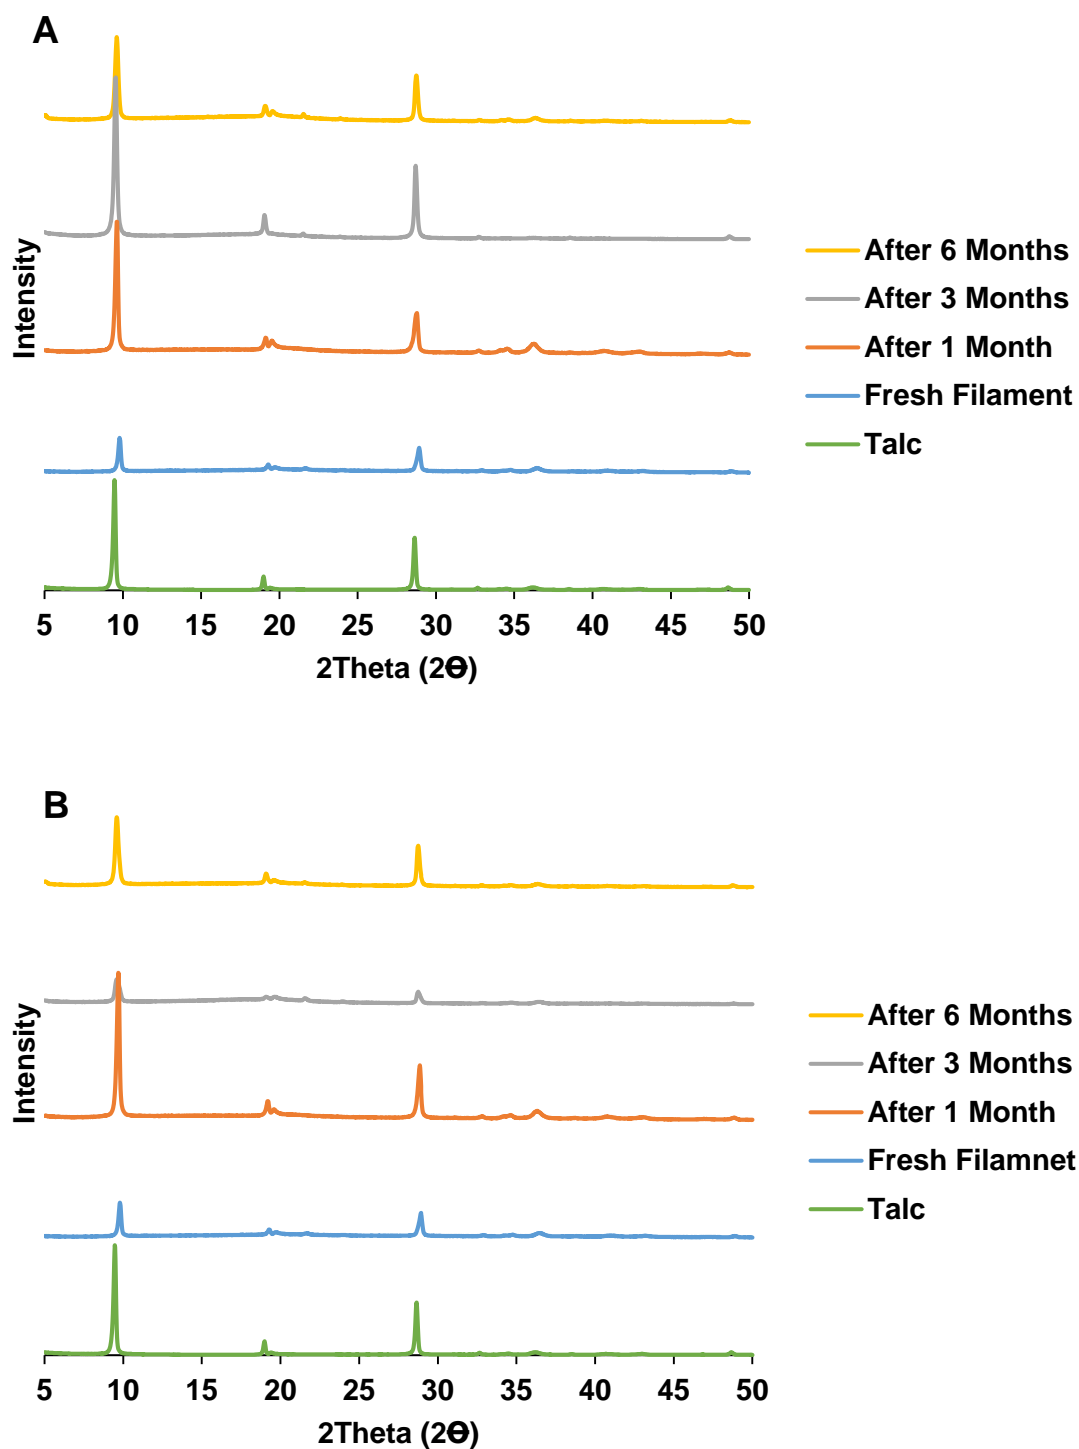 A
Intensity
After 6 Months
After 3 Months
After 1 Month
Fresh Filament
Talc
5 10 15 20 25 30 35 40 45 50
2Theta (2Ө)
B
Intensity
After 6 Months
After 3 Months
After 1 Month
Fresh Filamnet
Talc
5 10 15 20 25 30 35 40 45 50
2Theta (2Ө)